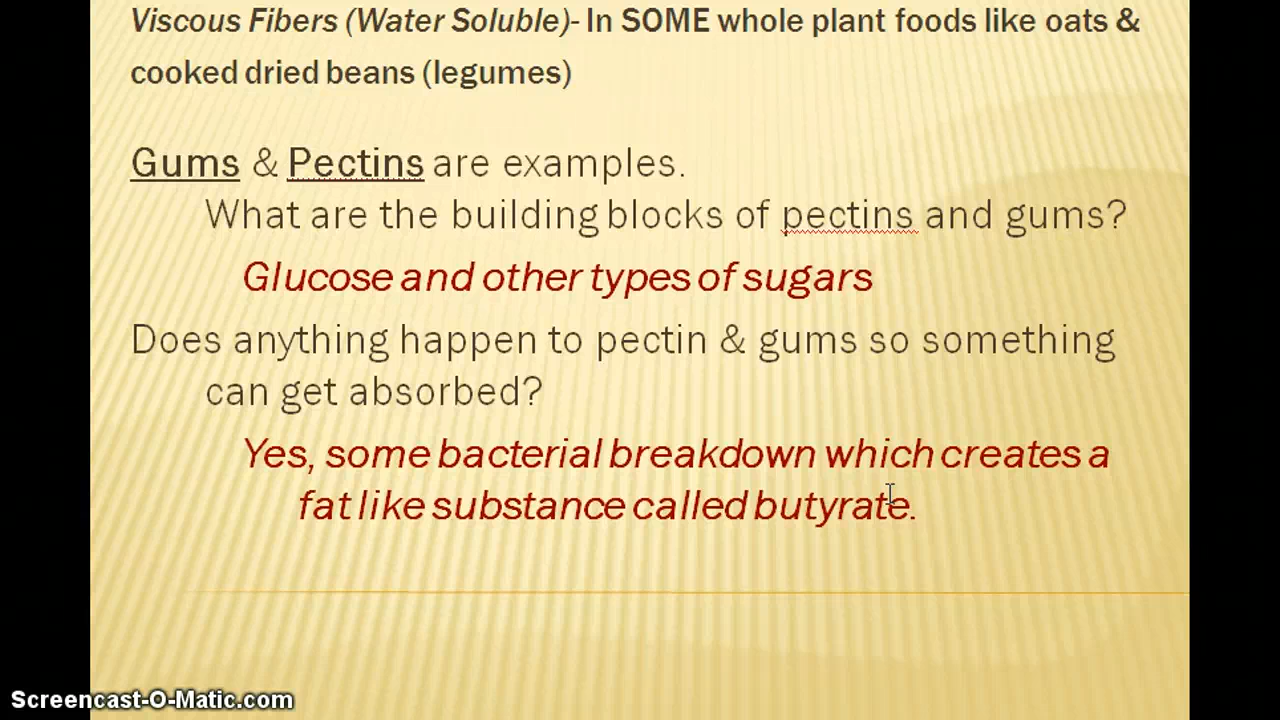 Viscous Fibers (Water Soluble)- In SOME whole plant foods like oats &
cooked dried beans (legumes)
Gums & Pectins are examples.
What are the building blocks of pectins and gums?
Glucose and other types of sugars
Does anything happen to pectin & gums so something
can get absorbed?
Yes, some bacterial breakdown which creates a
fat like substance called butyrate.
Screencast-O-Matic.com